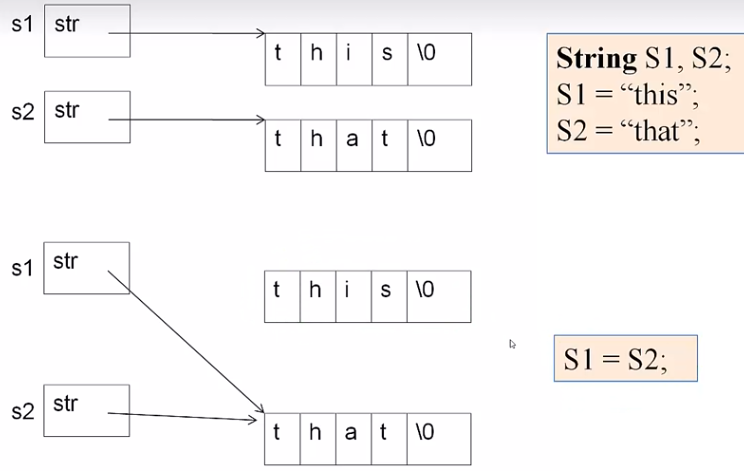 s1 str
t h i s \0
s2 str
t h a t \0
String S1, S2;
S1 = “this”;
S2 = “that”;
s1 str
t h i s \0
s2 str
t h a t \0
S1 = S2;